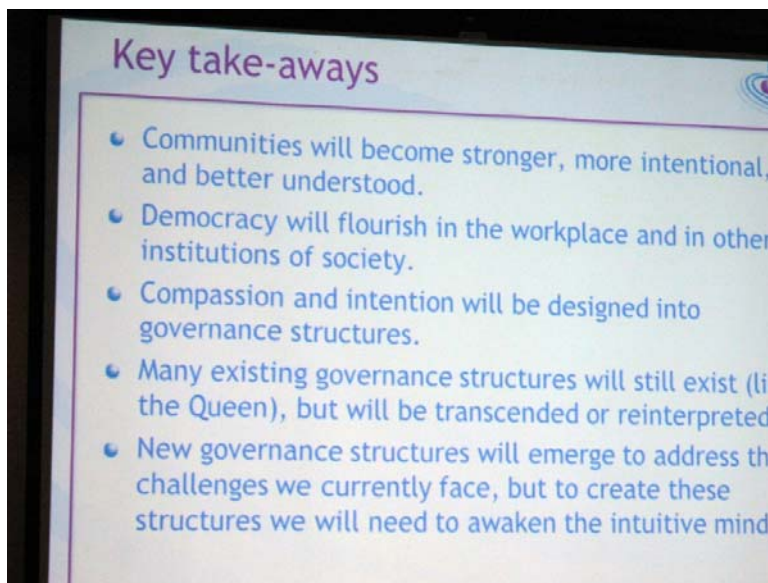 Key take-aways
Communities will become stronger, more intentional,
and better understood.
Democracy will flourish in the workplace and in other
institutions of society.
Compassion and intention will be designed into
governance structures.
Many existing governance structures will still exist (li
the Queen), but will be transcended or reinterpreted
New governance structures will emerge to address th
challenges we currently face, but to create these
structures we will need to awaken the intuitive mind